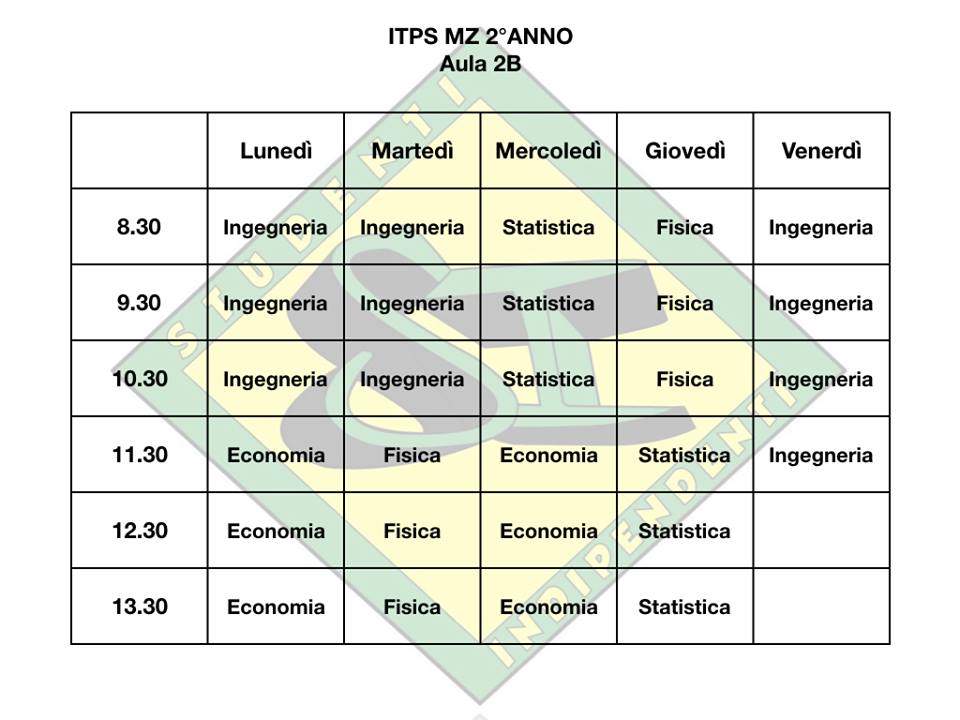 ITPS MZ 2°ANNO
Aula 2B
Lunedì Martedì Mercoledì Giovedì Venerdì
8.30 Ingegneria Ingegneria Statistica Fisica Ingegneria
9.30 Ingegneria Ingegneria Statistica Fisica Ingegneria
10.30 Ingegneria Ingegneria Statistica Fisica Ingegneria
11.30 Economia Fisica Economia Statistica Ingegneria
12.30 Economia Fisica Economia Statistica
13.30 Economia Fisica Economia Statistica
STUDENTI
INDIPENDENTI
SI